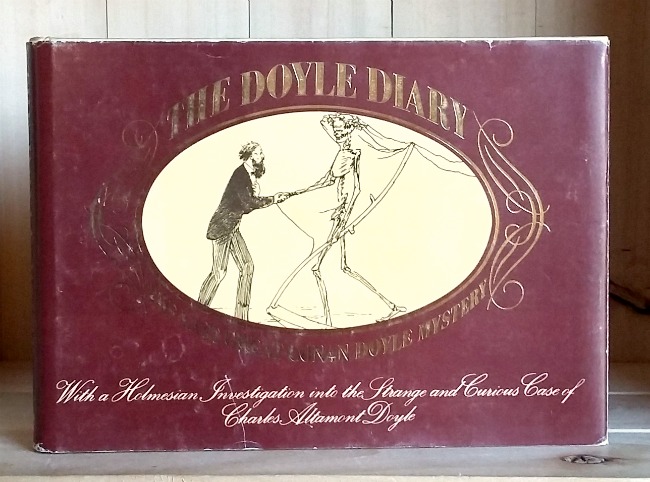 THE DOYLE DIARY
CONAN DOYLE MYSTERY
With a Holmesian Investigation into the Strange and Curious Case of
Charles Altamont Doyle